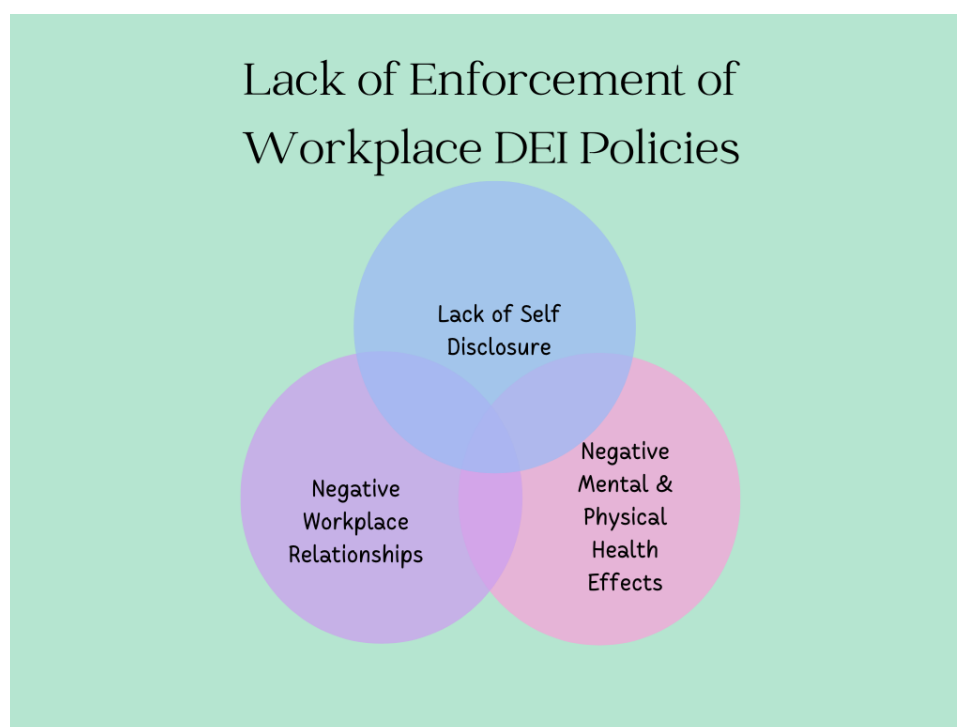 Lack of Enforcement of
Workplace DEI Policies
Lack of Self
Disclosure
Negative
Workplace
Relationships
Negative
Mental &
Physical
Health
Effects